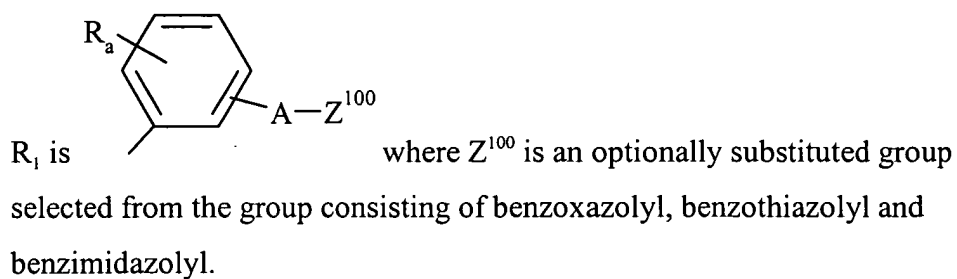 Rₐ
A—Z¹⁰⁰
R₁ is where Z¹⁰⁰ is an optionally substituted group
selected from the group consisting of benzoxazolyl, benzothiazolyl and
benzimidazolyl.